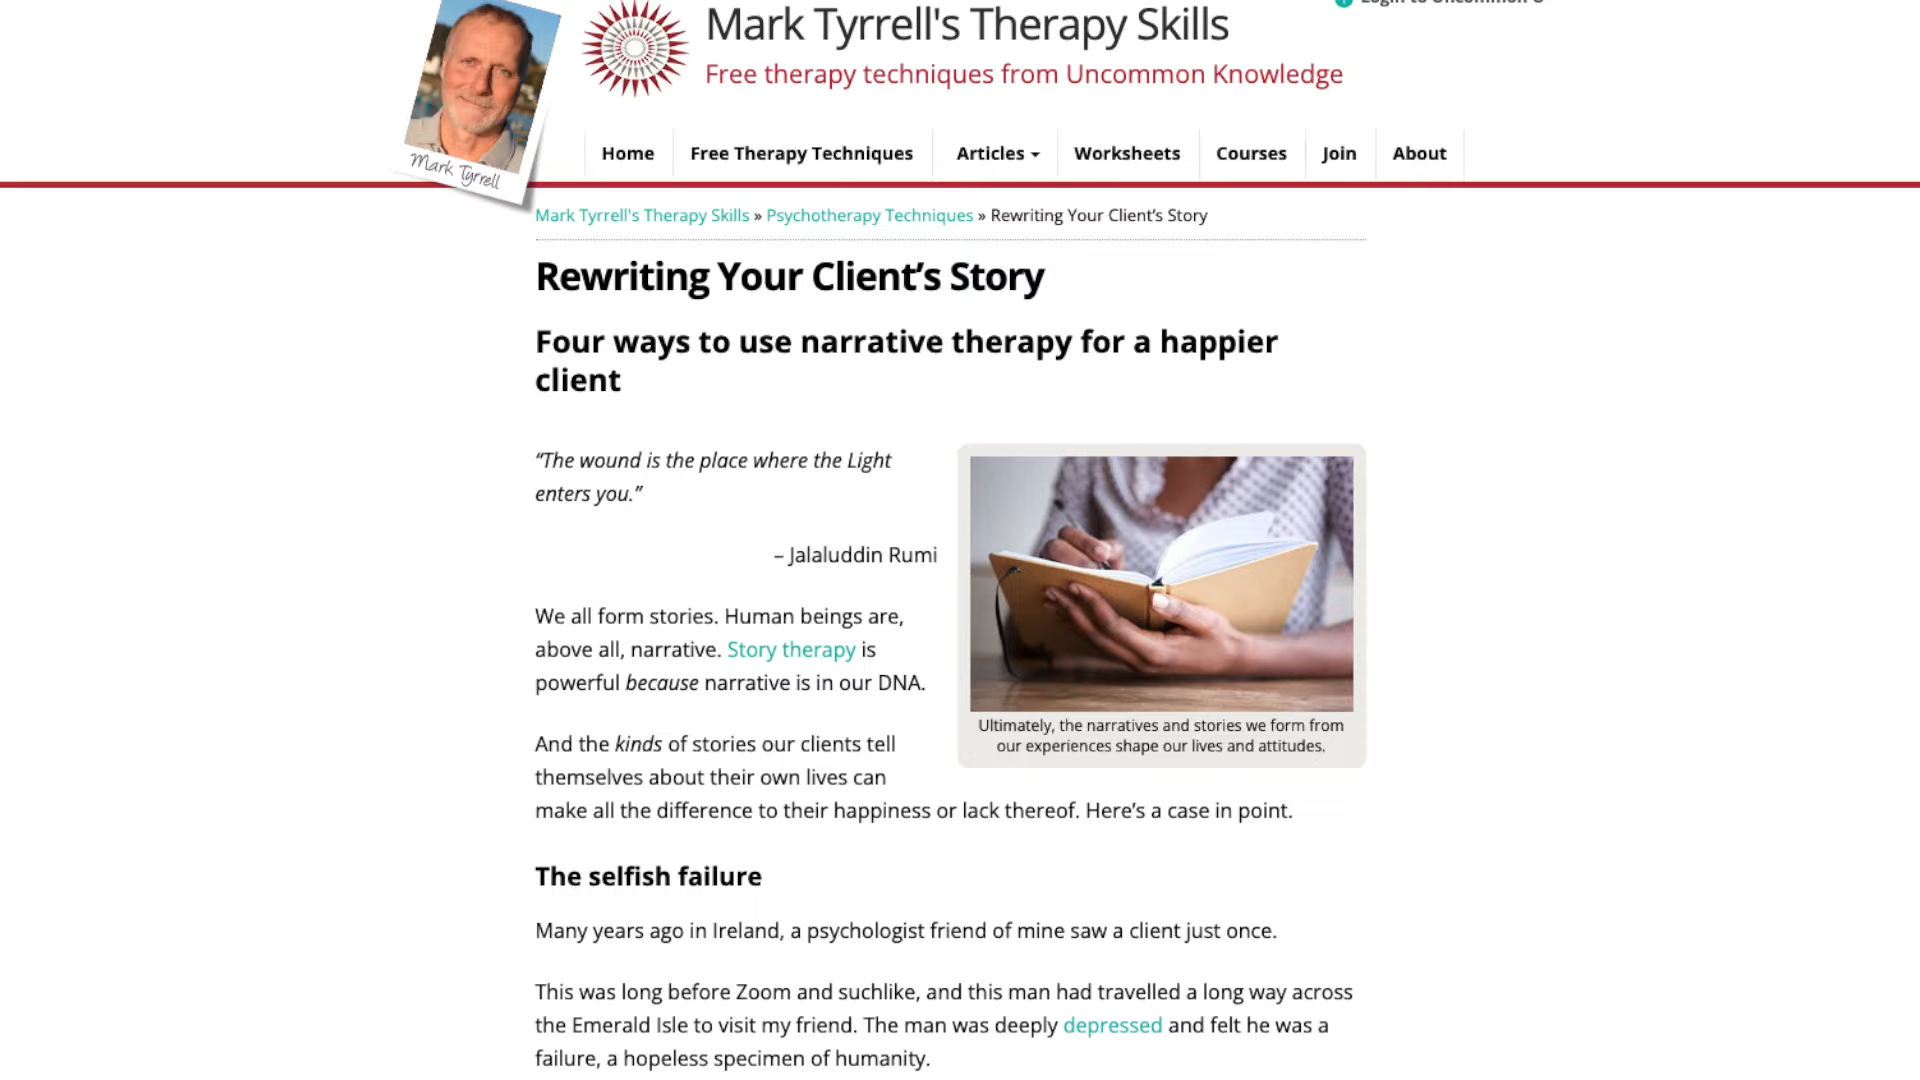 Mark Tyrrell's Therapy Skills
Free therapy techniques from Uncommon Knowledge
Mark Tyrrell
Home
Free Therapy Techniques
Articles
Worksheets
Courses
Join
About
Mark Tyrrell's Therapy Skills » Psychotherapy Techniques » Rewriting Your Client’s Story
Rewriting Your Client’s Story
Four ways to use narrative therapy for a happier
client
“The wound is the place where the Light
enters you.”
– Jalaluddin Rumi
We all form stories. Human beings are,
above all, narrative. Story therapy is
powerful because narrative is in our DNA.
Ultimately, the narratives and stories we form from
our experiences shape our lives and attitudes.
And the kinds of stories our clients tell
themselves about their own lives can
make all the difference to their happiness or lack thereof. Here’s a case in point.
The selfish failure
Many years ago in Ireland, a psychologist friend of mine saw a client just once.
This was long before Zoom and suchlike, and this man had travelled a long way across
the Emerald Isle to visit my friend. The man was deeply depressed and felt he was a
failure, a hopeless specimen of humanity.